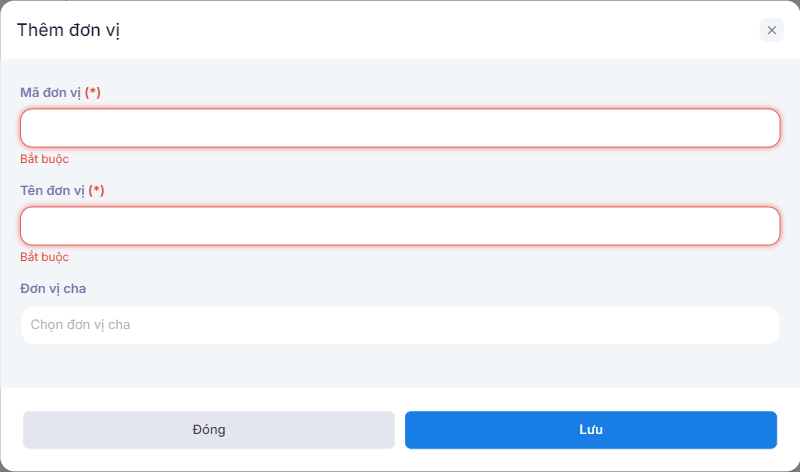 Thêm đơn vị
Mã đơn vị (*)
Bắt buộc
Tên đơn vị (*)
Bắt buộc
Đơn vị cha
Chọn đơn vị cha
Đóng
Lưu